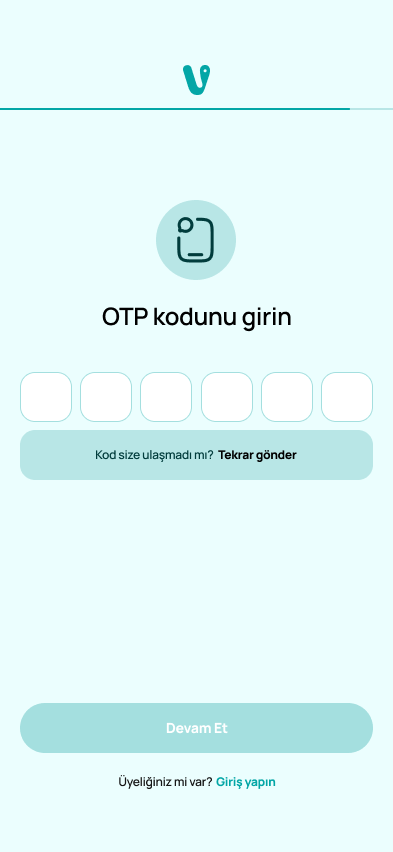 OTP kodunu girin
Kod size ulaşmadı mı? Tekrar gönder
Devam Et
Üyeliğiniz mi var? Giriş yapın